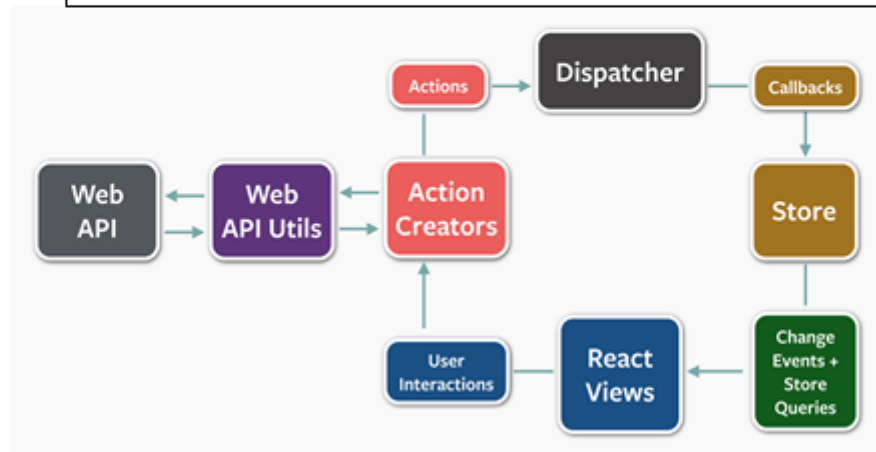 Actions
Dispatcher
Callbacks
Web
API
Web
API Utils
Action
Creators
Store
User
Interactions
React
Views
Change
Events +
Store
Queries